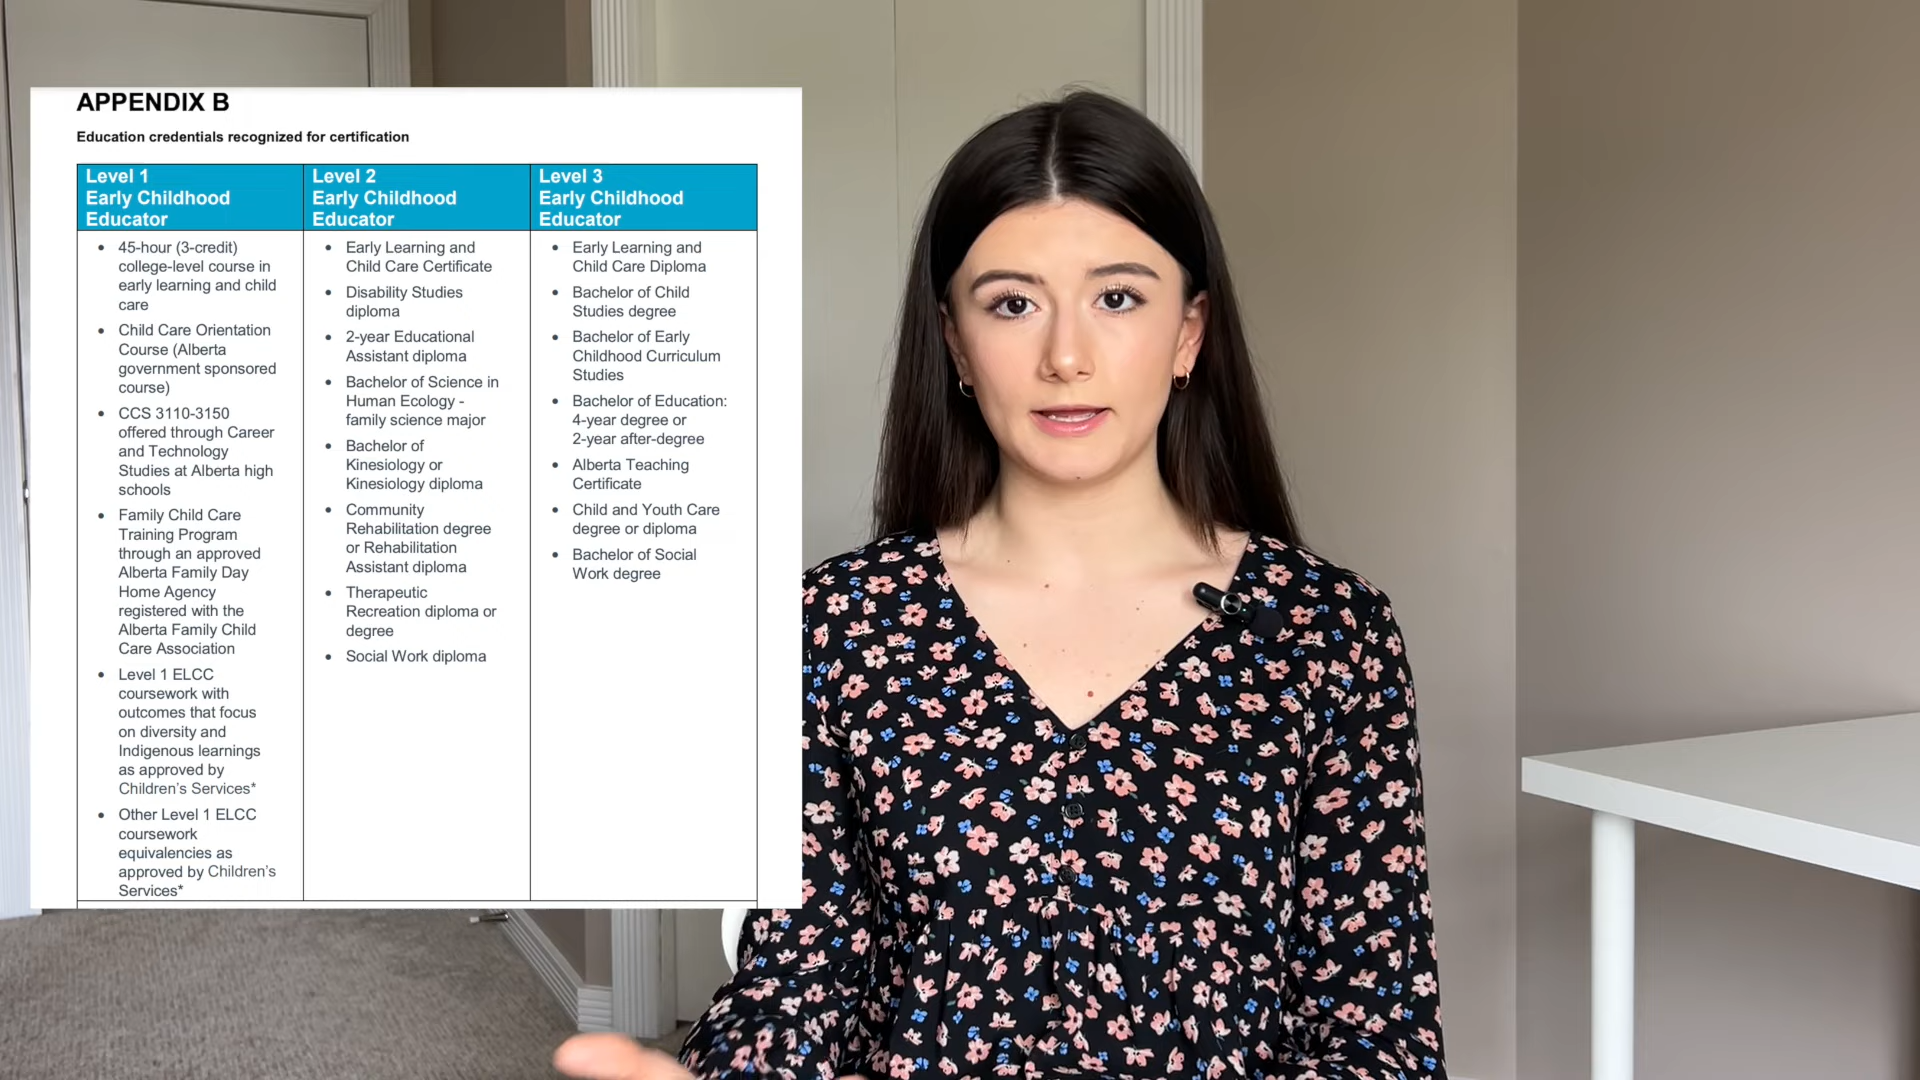 APPENDIX B
Education credentials recognized for certification
Level 1
Early Childhood
Educator
45-hour (3-credit)
college-level course in
early learning and child
care
Child Care Orientation
Course (Alberta
government sponsored
course)
CCS 3110-3150
offered through Career
and Technology
Studies at Alberta high
schools
Family Child Care
Training Program
through an approved
Alberta Family Day
Home Agency
registered with the
Alberta Family Child
Care Association
Level 1 ELCC
coursework with
outcomes that focus
on diversity and
Indigenous learnings
as approved by
Children’s Services*
Other Level 1 ELCC
coursework
equivalencies as
approved by Children’s
Services*
Level 2
Early Childhood
Educator
Early Learning and
Child Care Certificate
Disability Studies
diploma
2-year Educational
Assistant diploma
Bachelor of Science in
Human Ecology -
family science major
Bachelor of
Kinesiology or
Kinesiology diploma
Community
Rehabilitation degree
or Rehabilitation
Assistant diploma
Therapeutic
Recreation diploma or
degree
Social Work diploma
Level 3
Early Childhood
Educator
Early Learning and
Child Care Diploma
Bachelor of Child
Studies degree
Bachelor of Early
Childhood Curriculum
Studies
Bachelor of Education:
4-year degree or
2-year after-degree
Alberta Teaching
Certificate
Child and Youth Care
degree or diploma
Bachelor of Social
Work degree